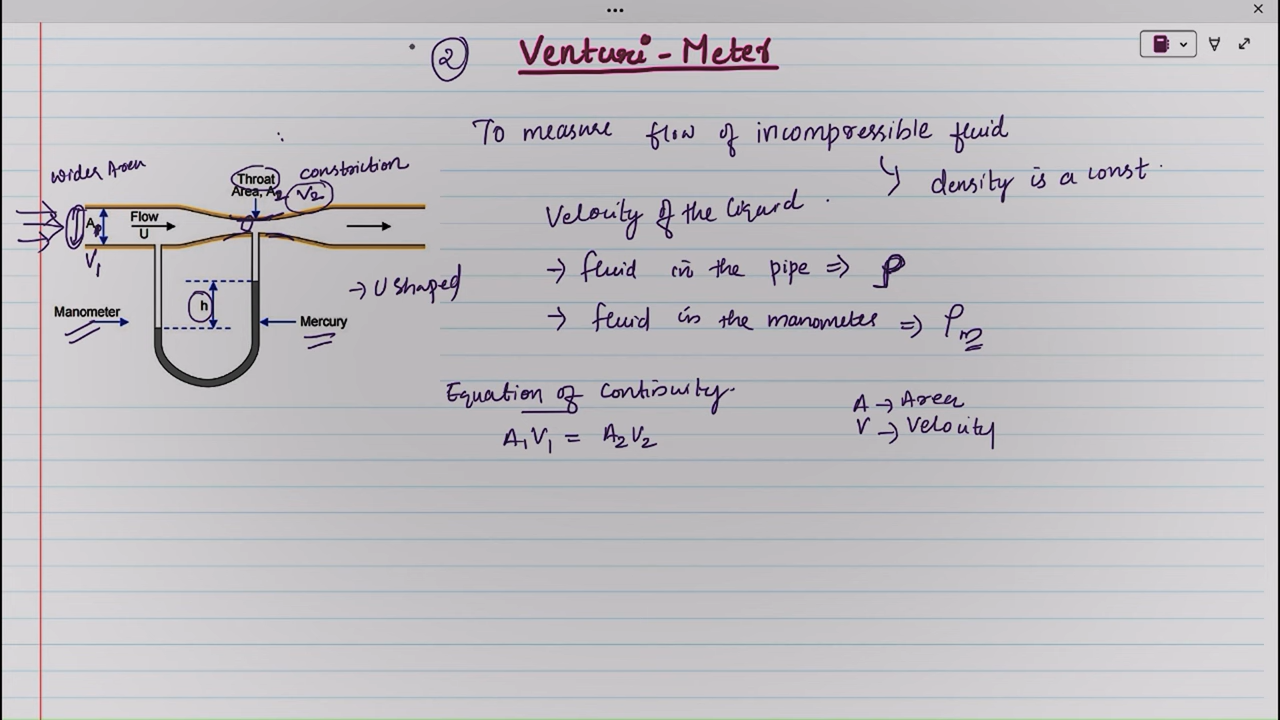 ② Venturi - Meter
To measure flow of incompressible fluid
density is a const.
Velocity of the liquid.
→ fluid in the pipe ⇒ ρ
→ fluid in the manometer ⇒ ρm
Equation of Continuity.
A₁V₁ = A₂V₂
A → Area
V → Velocity
wider Area
Throat
Area, A₂
V₂
constriction
A₁
Flow
U
V₁
Manometer
h
Mercury
→ U shaped